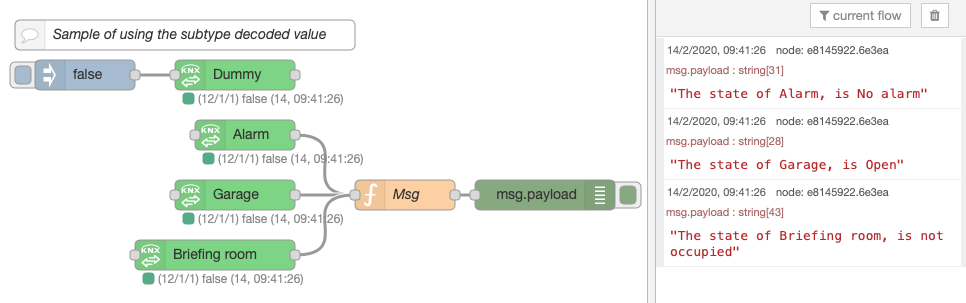 Sample of using the subtype decoded value
false
KNX
Dummy
(12/1/1) false (14, 09:41:26)
KNX
Alarm
(12/1/1) false (14, 09:41:26)
KNX
Garage
(12/1/1) false (14, 09:41:26)
KNX
Briefing room
(12/1/1) false (14, 09:41:26)
f
Msg
msg.payload
current flow
14/2/2020, 09:41:26 node: e8145922.6e3ea
msg.payload : string[31]
"The state of Alarm, is No alarm"
14/2/2020, 09:41:26 node: e8145922.6e3ea
msg.payload : string[28]
"The state of Garage, is Open"
14/2/2020, 09:41:26 node: e8145922.6e3ea
msg.payload : string[43]
"The state of Briefing room, is not
occupied"